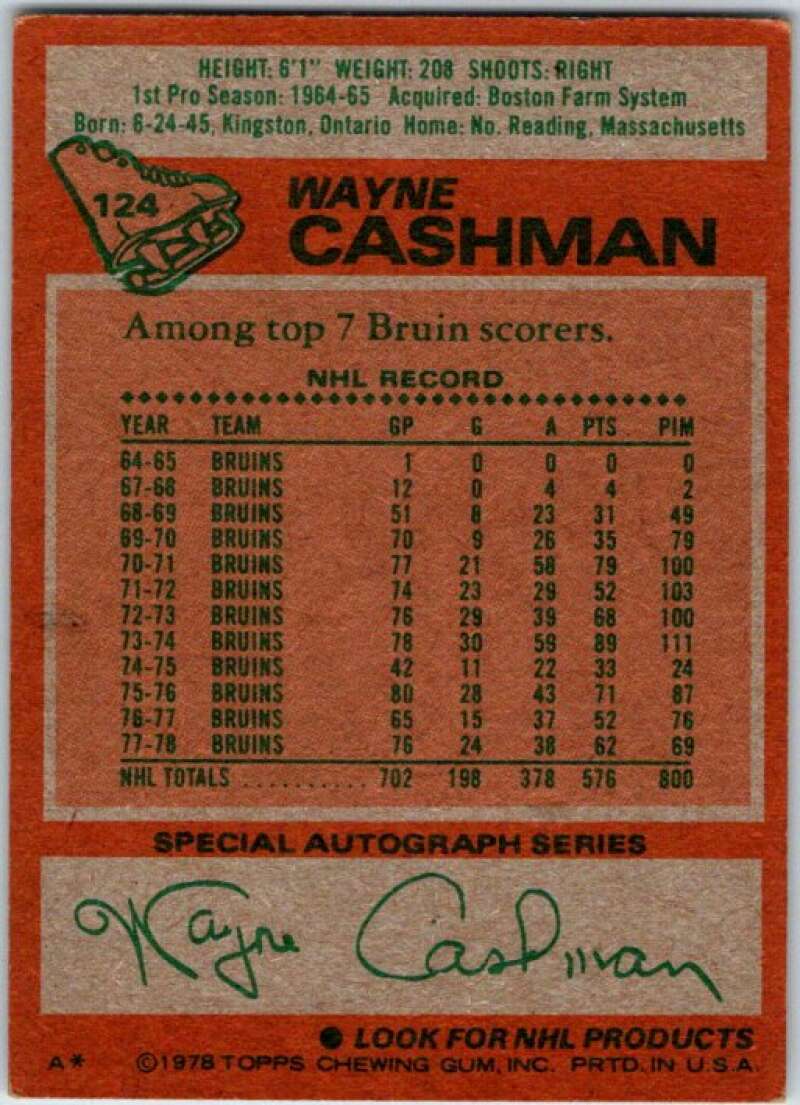 HEIGHT: 6'1" WEIGHT: 208 SHOOTS: RIGHT
1st Pro Season: 1964-65 Acquired: Boston Farm System
Born: 6-24-45, Kingston, Ontario Home: No. Reading, Massachusetts
124
WAYNE
CASHMAN
Among top 7 Bruin scorers.
NHL RECORD
YEAR TEAM GP G A PTS PIM
64-65 BRUINS 1 0 0 0 0
67-68 BRUINS 12 0 4 4 2
68-69 BRUINS 51 8 23 31 49
69-70 BRUINS 70 9 26 35 79
70-71 BRUINS 77 21 58 79 100
71-72 BRUINS 74 23 29 52 103
72-73 BRUINS 76 29 39 68 100
73-74 BRUINS 78 30 59 89 111
74-75 BRUINS 42 11 22 33 24
75-76 BRUINS 80 28 43 71 87
76-77 BRUINS 65 15 37 52 76
77-78 BRUINS 76 24 38 62 69
NHL TOTALS .......... 702 198 378 576 800
SPECIAL AUTOGRAPH SERIES
Wayne Cashman
● LOOK FOR NHL PRODUCTS
A* ©1978 TOPPS CHEWING GUM, INC. PRTD. IN U.S.A.